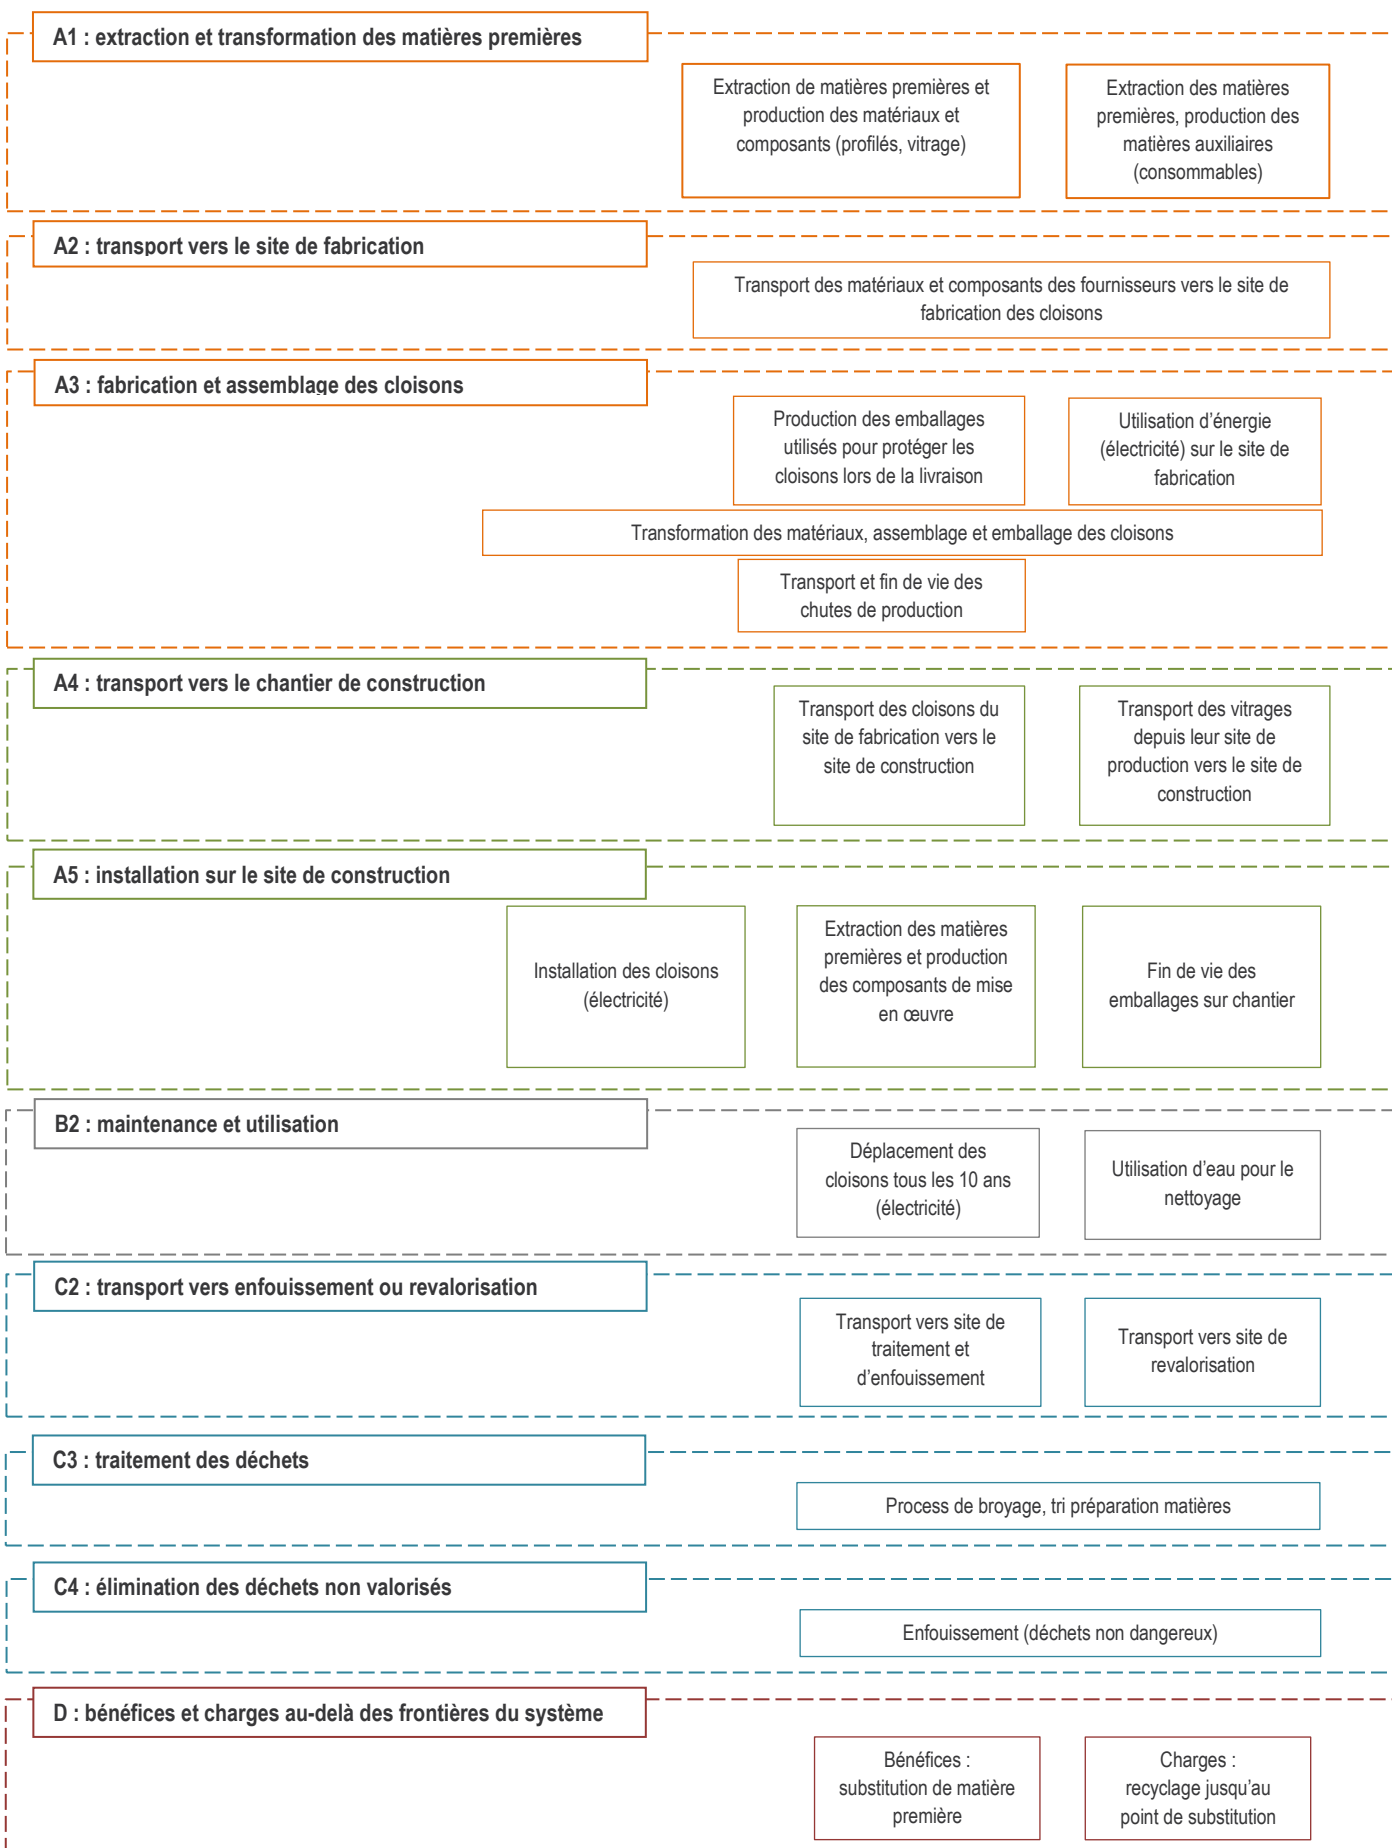 A1 : extraction et transformation des matières premières
Extraction de matières premières et
production des matériaux et
composants (profilés, vitrage)
Extraction des matières
premières, production des
matières auxiliaires
(consommables)
A2 : transport vers le site de fabrication
Transport des matériaux et composants des fournisseurs vers le site de
fabrication des cloisons
A3 : fabrication et assemblage des cloisons
Production des emballages
utilisés pour protéger les
cloisons lors de la livraison
Utilisation d’énergie
(électricité) sur le site de
fabrication
Transformation des matériaux, assemblage et emballage des cloisons
Transport et fin de vie des
chutes de production
A4 : transport vers le chantier de construction
Transport des cloisons du
site de fabrication vers le
site de construction
Transport des vitrages
depuis leur site de
production vers le site de
construction
A5 : installation sur le site de construction
Installation des cloisons
(électricité)
Extraction des matières
premières et production
des composants de mise
en œuvre
Fin de vie des
emballages sur chantier
B2 : maintenance et utilisation
Déplacement des
cloisons tous les 10 ans
(électricité)
Utilisation d’eau pour le
nettoyage
C2 : transport vers enfouissement ou revalorisation
Transport vers site de
traitement et
d’enfouissement
Transport vers site de
revalorisation
C3 : traitement des déchets
Process de broyage, tri préparation matières
C4 : élimination des déchets non valorisés
Enfouissement (déchets non dangereux)
D : bénéfices et charges au-delà des frontières du système
Bénéfices :
substitution de matière
première
Charges :
recyclage jusqu’au
point de substitution